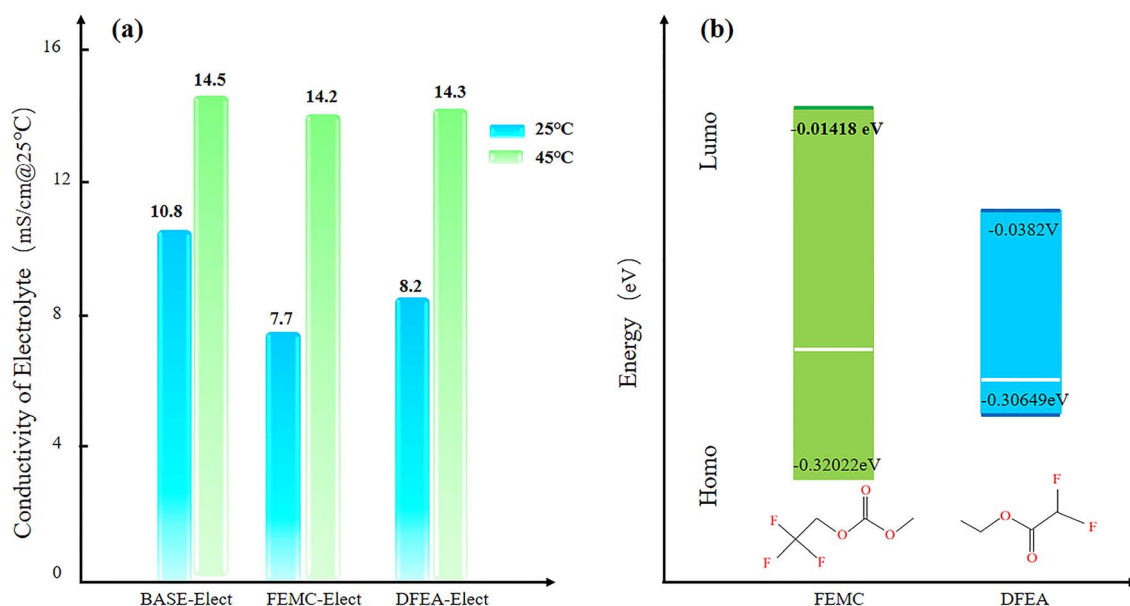 (a)
Conductivity of Electrolyte (mS/cm@25℃)
16
12
8
4
0
10.8
14.5
7.7
14.2
8.2
14.3
25℃
45℃
BASE-Elect
FEMC-Elect
DFEA-Elect
(b)
Energy (eV)
Lumo
Homo
-0.01418 eV
-0.32022eV
-0.0382V
-0.30649eV
O
F
O
O
F
F
F
O
F
O
FEMC
DFEA